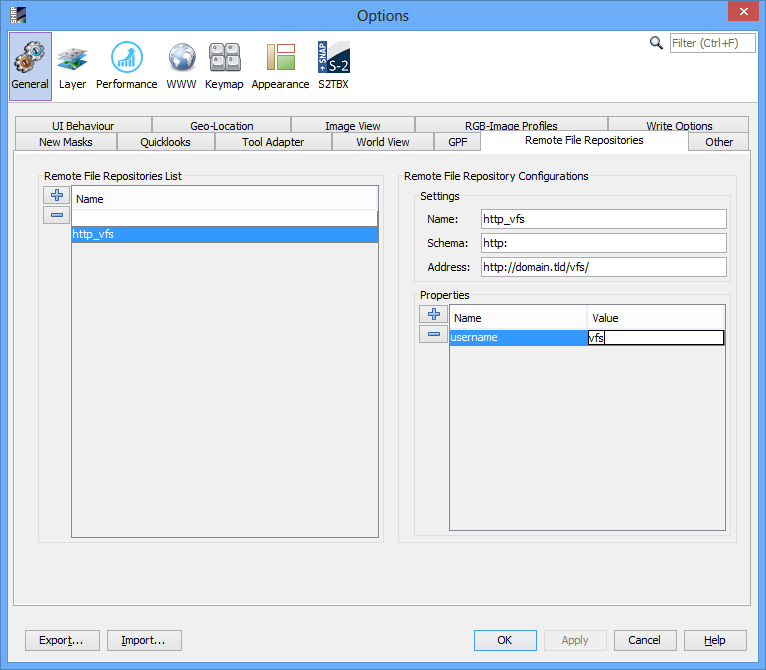 SNAP
Options
Filter (Ctrl+F)
SNAP
S-2
General
Layer
Performance
WWW
Keymap
Appearance
S2TBX
UI Behaviour
Geo-Location
Image View
RGB-Image Profiles
Write Options
New Masks
Quicklooks
Tool Adapter
World View
GPF
Remote File Repositories
Other
Remote File Repositories List
Name
http_vfs
Remote File Repository Configurations
Settings
Name: http_vfs
Schema: http:
Address: http://domain.tld/vfs/
Properties
Name Value
username vfs
Export...
Import...
OK
Apply
Cancel
Help